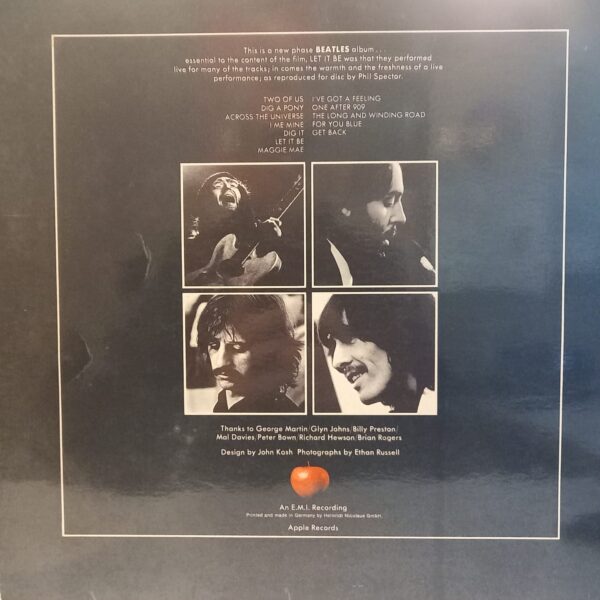 This is a new phase BEATLES album . . .
essential to the content of the film, LET IT BE was that they performed
live for many of the tracks; in comes the warmth and the freshness of a live
performance; as reproduced for disc by Phil Spector.
TWO OF US
DIG A PONY
ACROSS THE UNIVERSE
I ME MINE
DIG IT
LET IT BE
MAGGIE MAE
I'VE GOT A FEELING
ONE AFTER 909
THE LONG AND WINDING ROAD
FOR YOU BLUE
GET BACK
Thanks to George Martin/Glyn Johns/Billy Preston/
Mal Davies/Peter Bown/Richard Hewson/Brian Rogers
Design by John Kosh Photographs by Ethan Russell
An E.M.I. Recording
Printed and made in Germany by Heinrich Nicolaus GmbH.
Apple Records